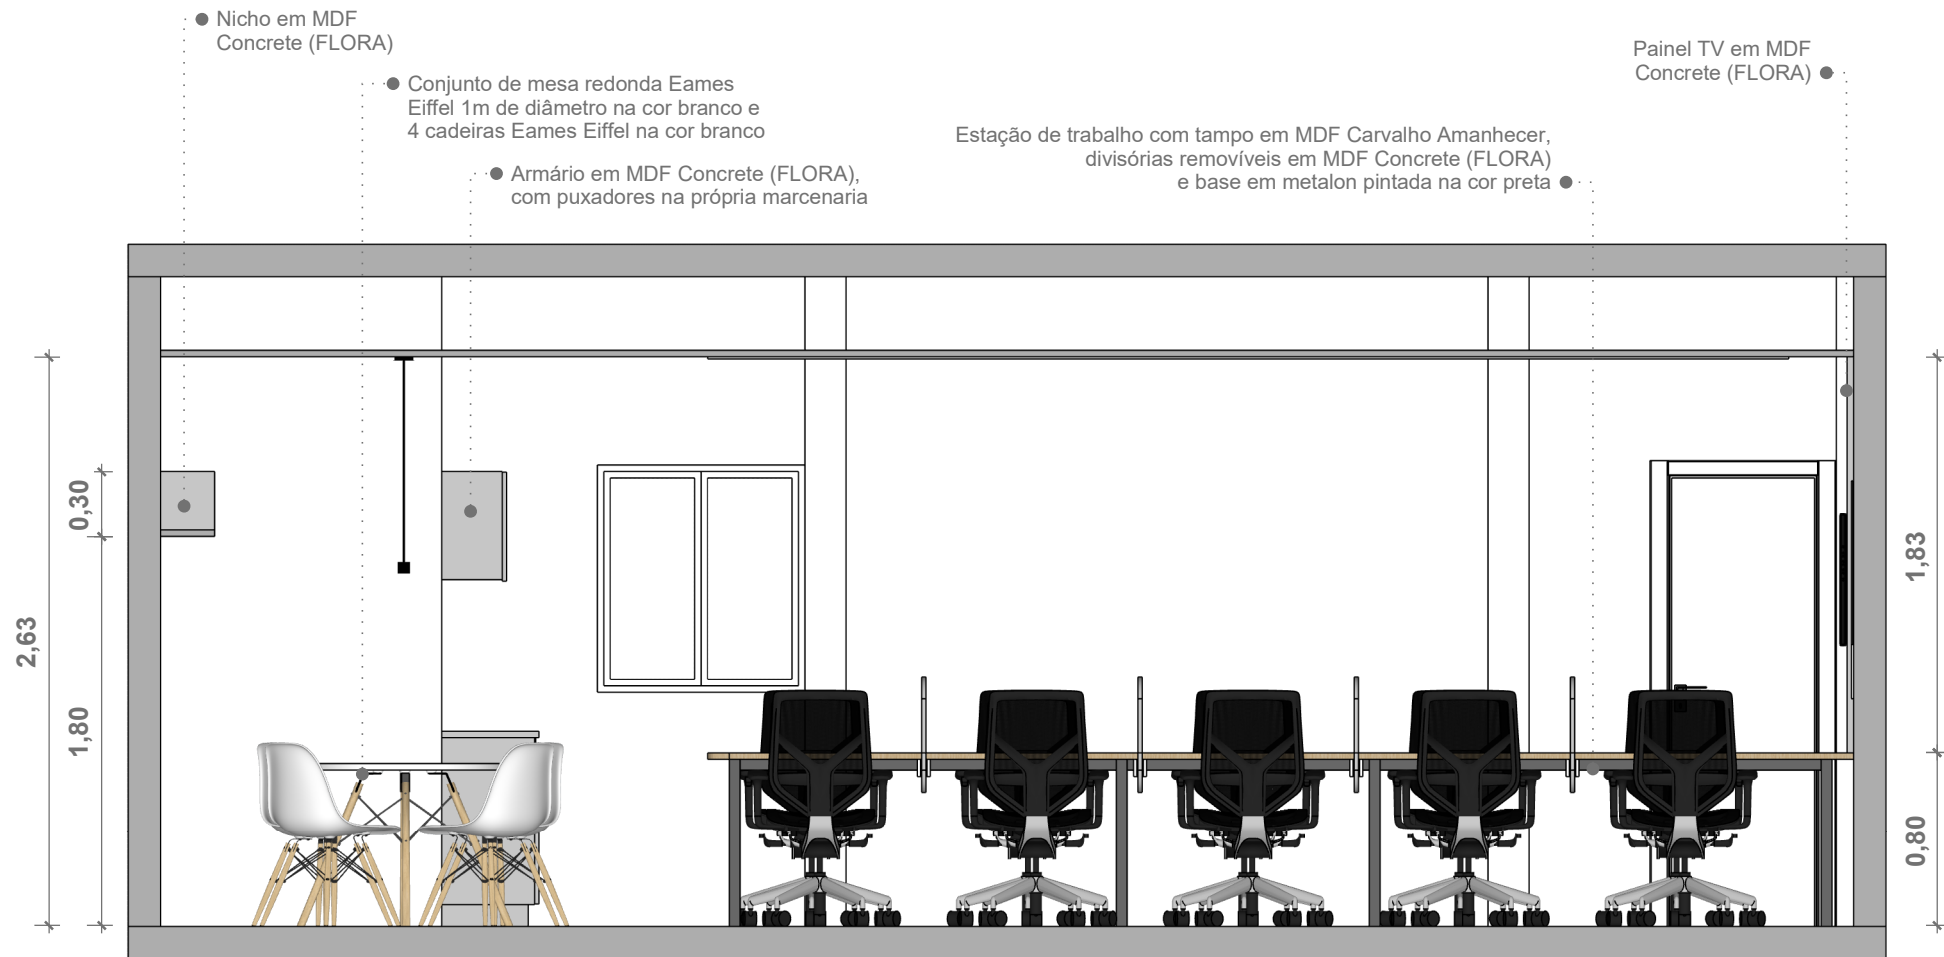 Nicho em MDF
Concrete (FLORA)
Conjunto de mesa redonda Eames
Eiffel 1m de diâmetro na cor branco e
4 cadeiras Eames Eiffel na cor branco
Armário em MDF Concrete (FLORA),
com puxadores na própria marcenaria
Painel TV em MDF
Concrete (FLORA)
Estação de trabalho com tampo em MDF Carvalho Amanhecer,
divisórias removíveis em MDF Concrete (FLORA)
e base em metalon pintada na cor preta
2,63
0,30
1,80
1,83
0,80